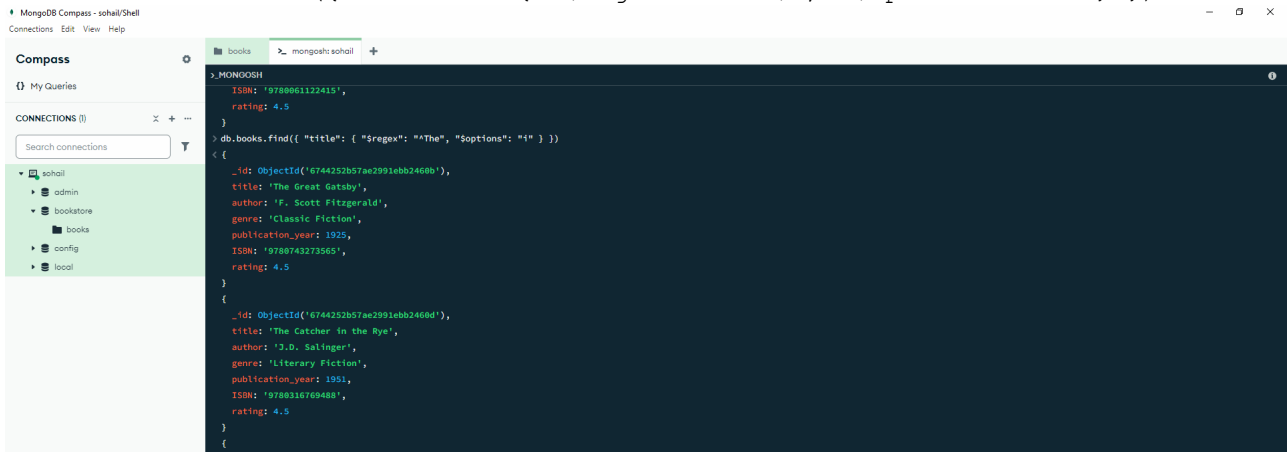 MongoDB Compass - sohail/Shell
Connections Edit View Help
Compass
{} My Queries
CONNECTIONS (1)
Search connections
sohail
admin
bookstore
books
config
local
books
>_ mongosh: sohail
>_MONGOSH
ISBN: '9780061122415',
rating: 4.5
}
> db.books.find({ "title": { "$regex": "^The", "$options": "i" } })
< {
_id: ObjectId('6744252b57ae2991ebb2460b'),
title: 'The Great Gatsby',
author: 'F. Scott Fitzgerald',
genre: 'Classic Fiction',
publication_year: 1925,
ISBN: '9780743273565',
rating: 4.5
}
{
_id: ObjectId('6744252b57ae2991ebb2460d'),
title: 'The Catcher in the Rye',
author: 'J.D. Salinger',
genre: 'Literary Fiction',
publication_year: 1951,
ISBN: '9780316769488',
rating: 4.5
}
{